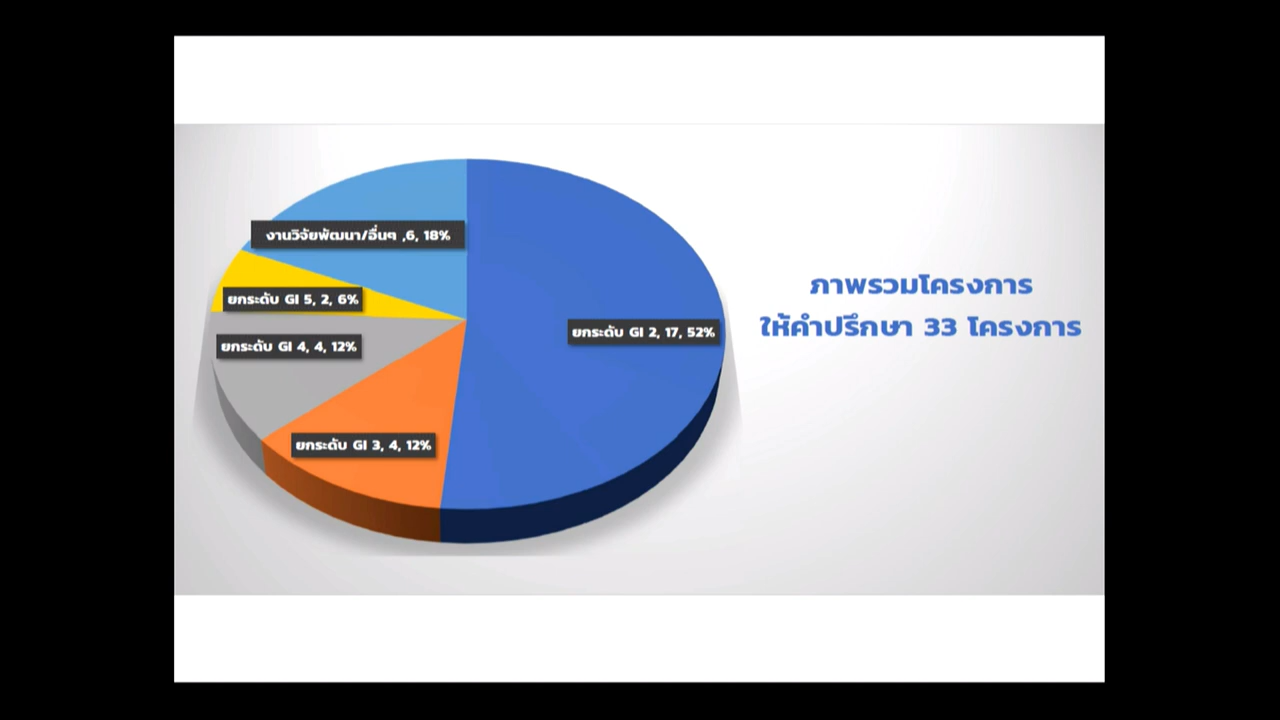 งานวิจัยพัฒนา/อื่นๆ ,6, 18%
ยกระดับ GI 5, 2, 6%
ยกระดับ GI 4, 4, 12%
ยกระดับ GI 3, 4, 12%
ยกระดับ GI 2, 17, 52%
ภาพรวมโครงการ
ให้คำปรึกษา 33 โครงการ